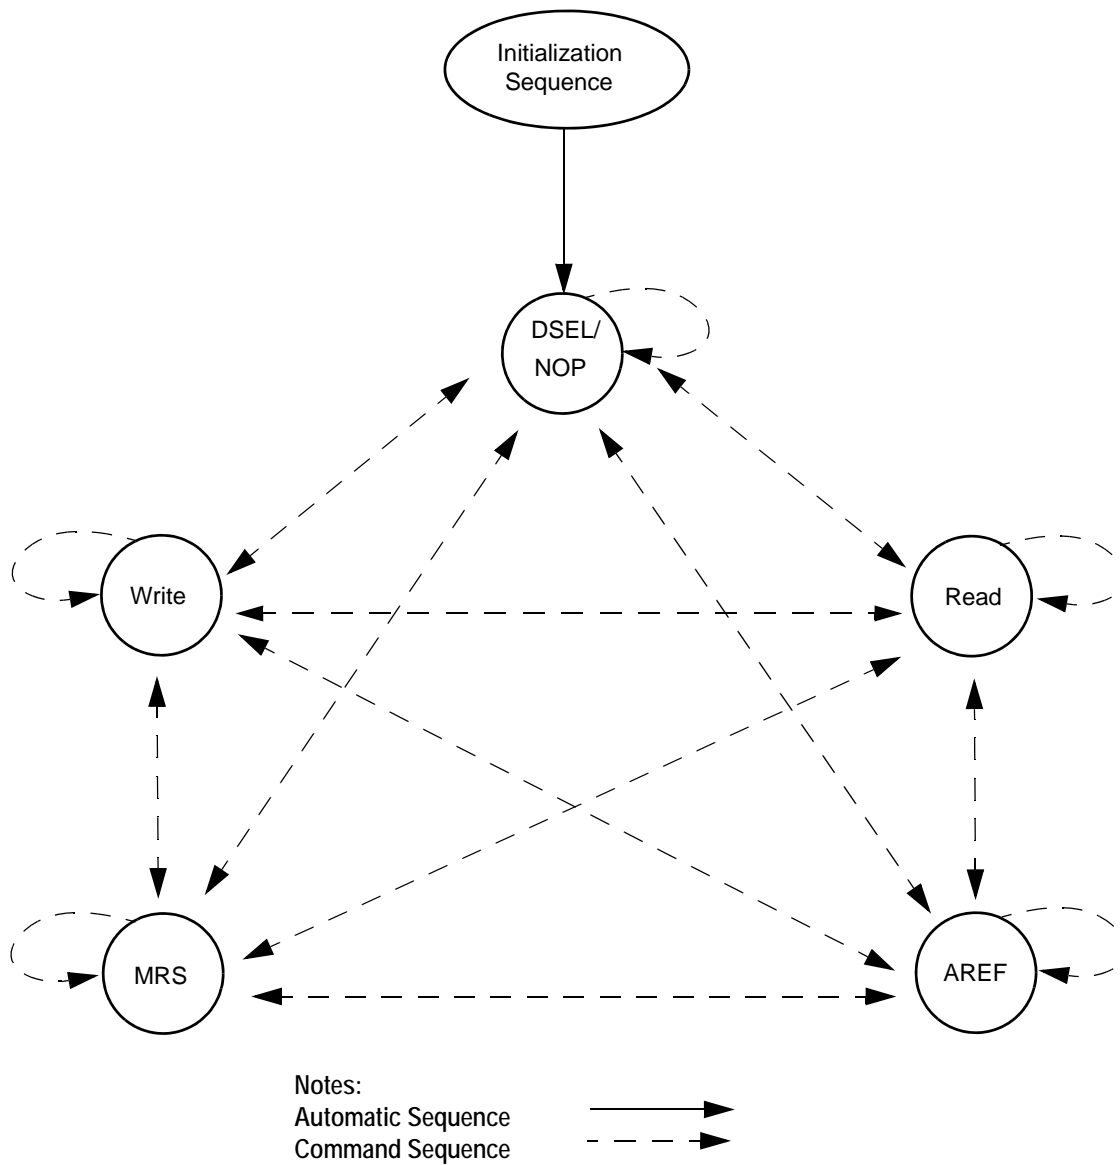 Initialization
Sequence
DSEL/
NOP
Write
Read
MRS
AREF
Notes:
Automatic Sequence
Command Sequence